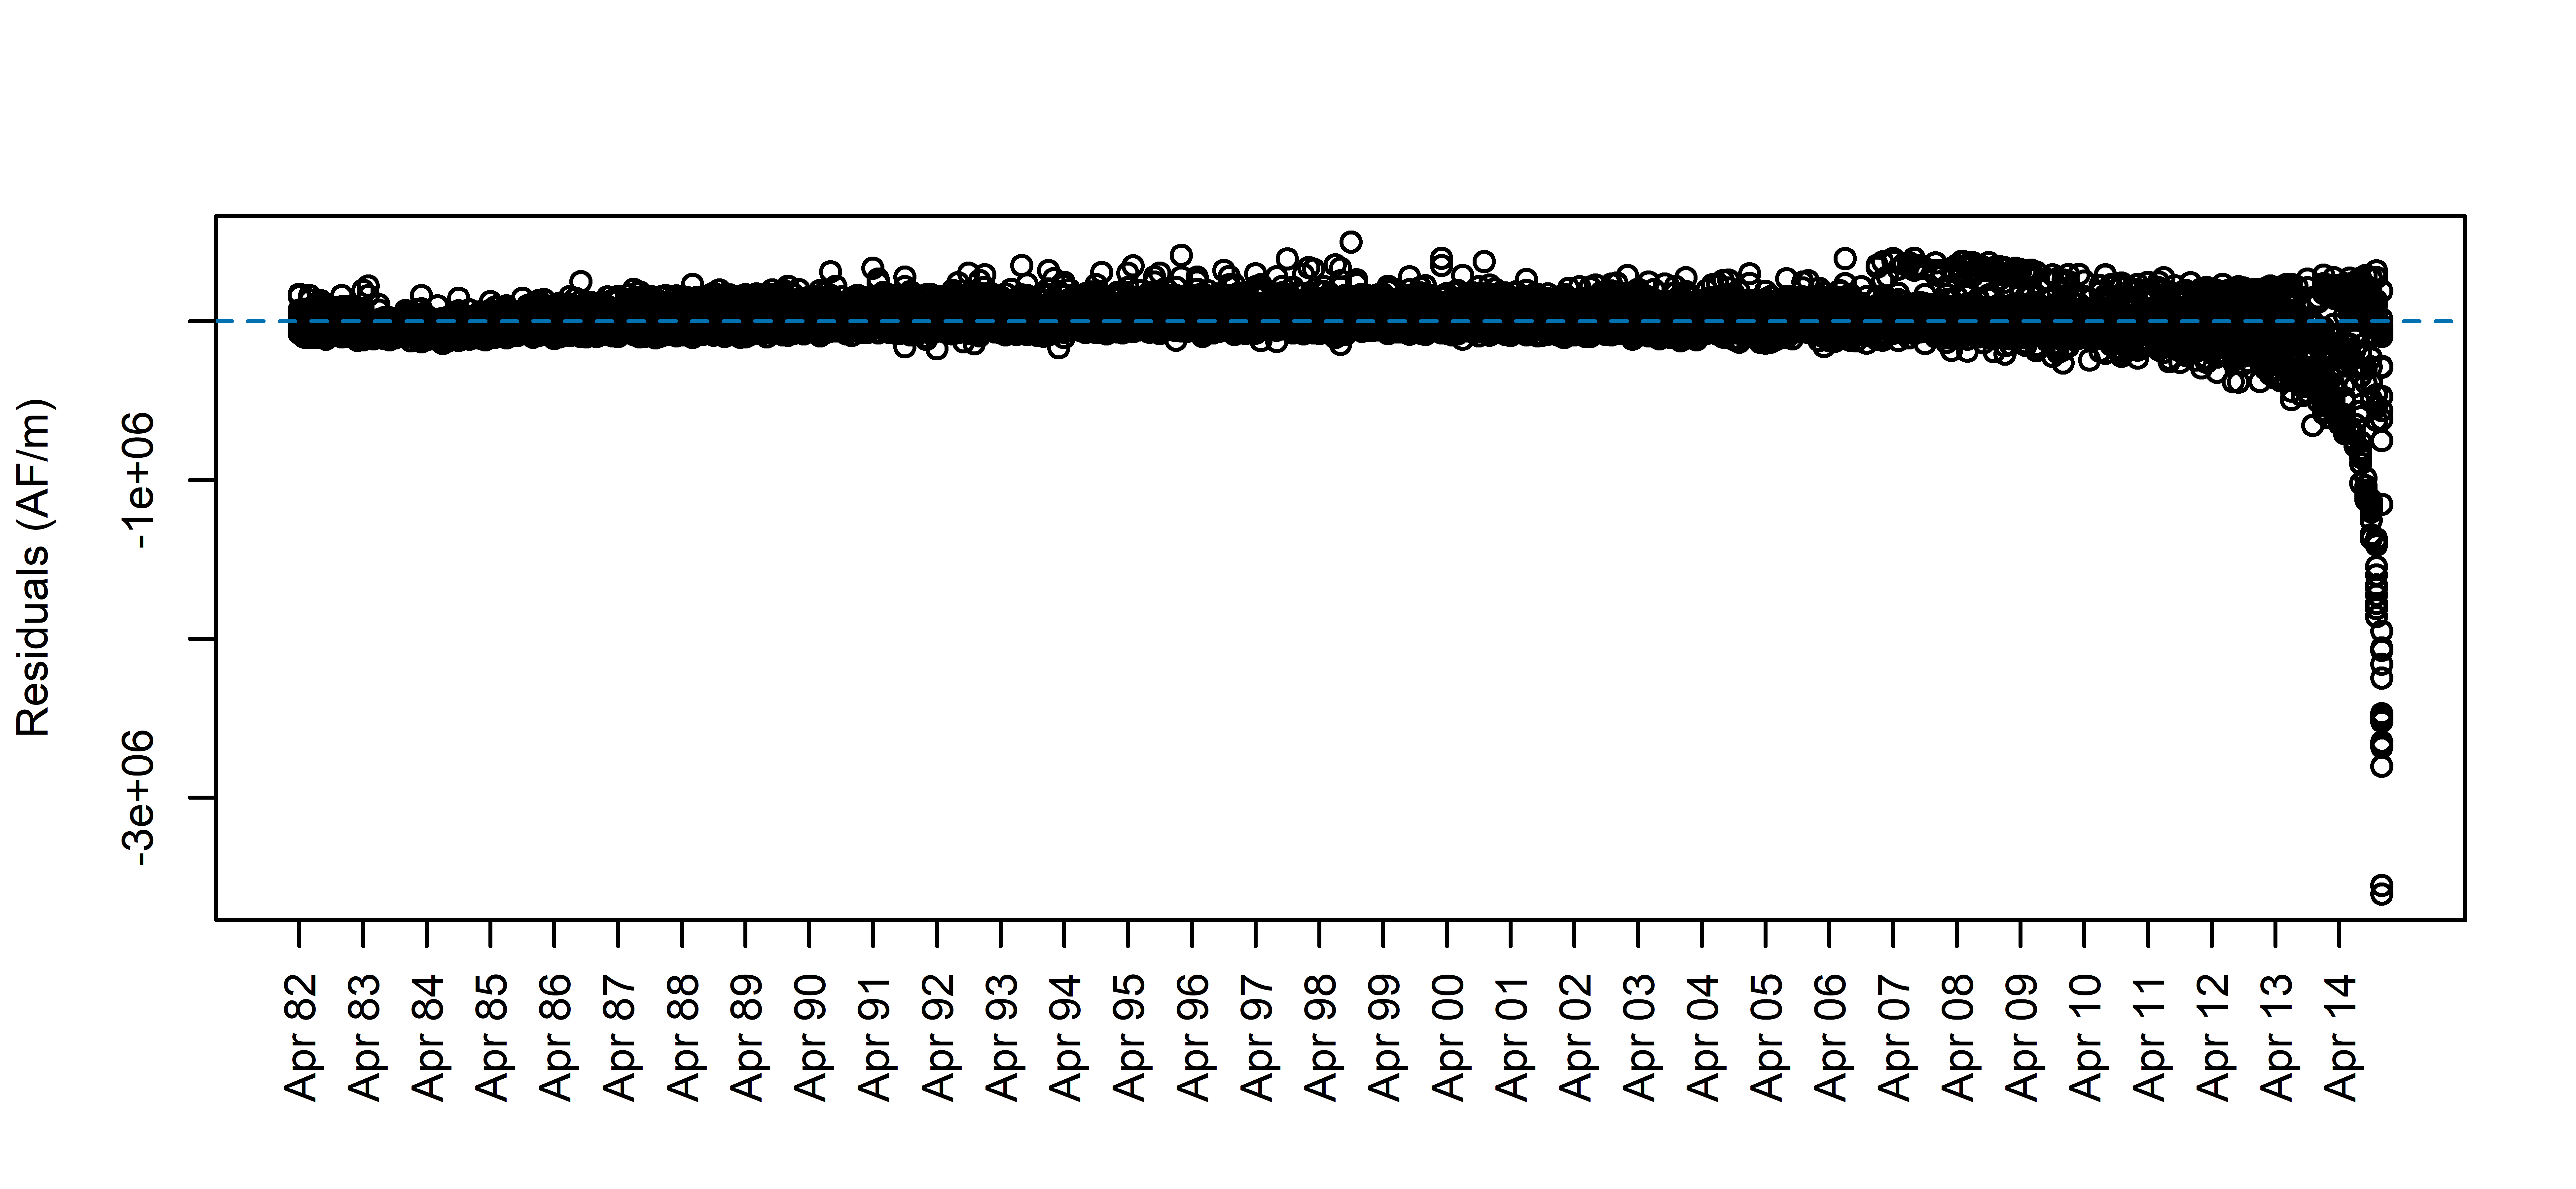 Residuals (AF/m)
-1e+06
-3e+06
Apr 82
Apr 83
Apr 84
Apr 85
Apr 86
Apr 87
Apr 88
Apr 89
Apr 90
Apr 91
Apr 92
Apr 93
Apr 94
Apr 95
Apr 96
Apr 97
Apr 98
Apr 99
Apr 00
Apr 01
Apr 02
Apr 03
Apr 04
Apr 05
Apr 06
Apr 07
Apr 08
Apr 09
Apr 10
Apr 11
Apr 12
Apr 13
Apr 14